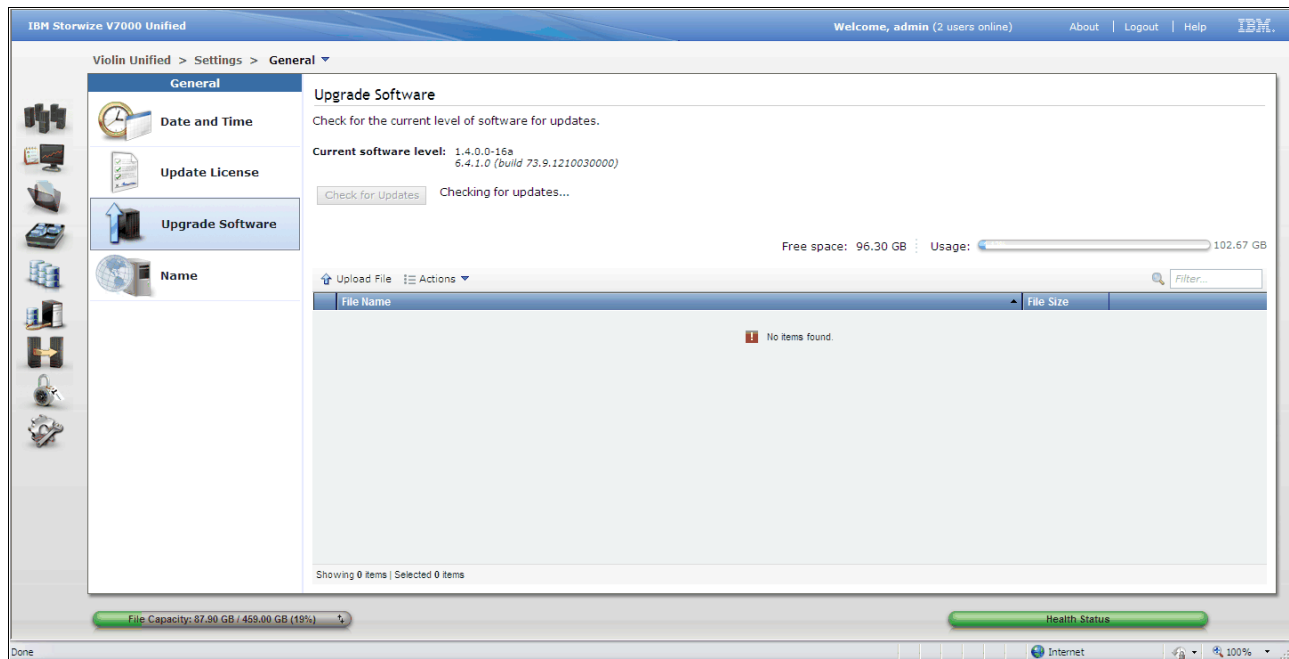 IBM Storwize V7000 Unified
Welcome, admin (2 users online)
About | Logout | Help
IBM.
Violin Unified > Settings > General
General
Date and Time
Update License
Upgrade Software
Name
Upgrade Software
Check for the current level of software for updates.
Current software level: 1.4.0.0-16a
6.4.1.0 (build 73.9.1210030000)
Check for Updates Checking for updates...
Free space: 96.30 GB Usage: 102.67 GB
Upload File Actions Filter...
File Name File Size
No items found.
Showing 0 items | Selected 0 items
File Capacity: 87.90 GB / 459.00 GB (19%)
Health Status
Done Internet 100%